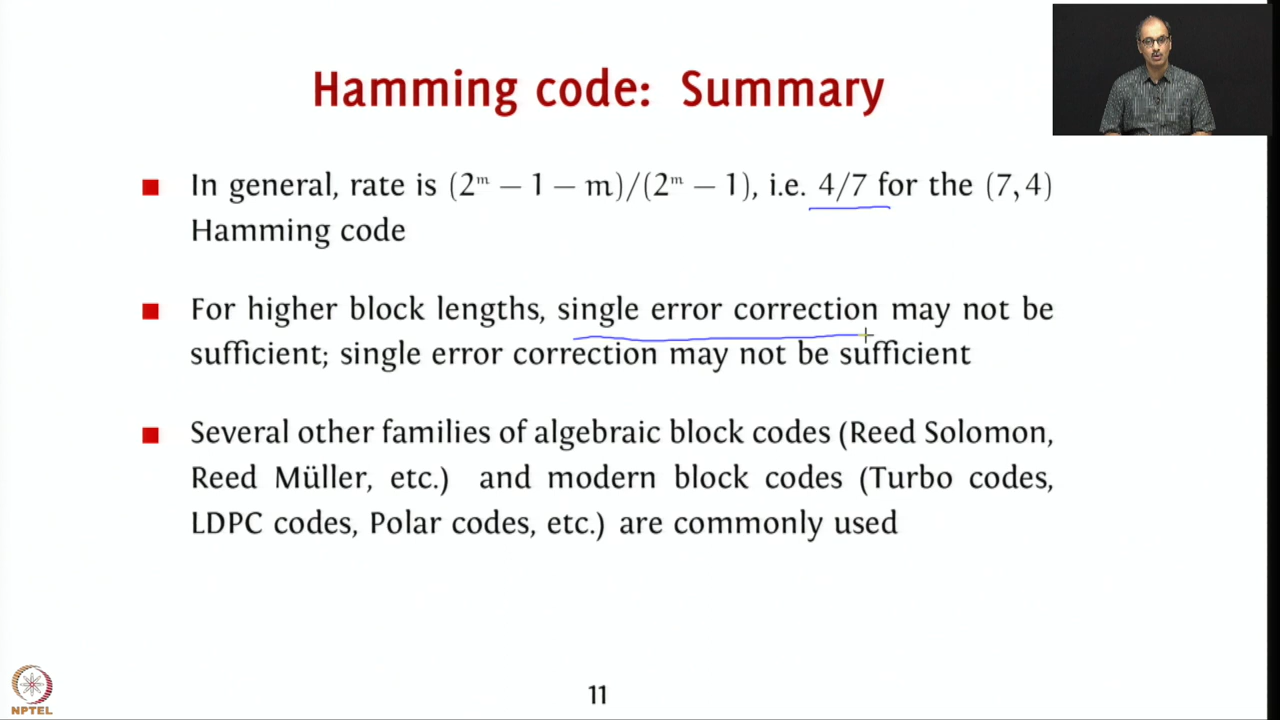 Hamming code: Summary
In general, rate is (2ᵐ − 1 − m)/(2ᵐ − 1), i.e. 4/7 for the (7, 4)
Hamming code
For higher block lengths, single error correction may not be
sufficient; single error correction may not be sufficient
Several other families of algebraic block codes (Reed Solomon,
Reed Müller, etc.) and modern block codes (Turbo codes,
LDPC codes, Polar codes, etc.) are commonly used
NPTEL
11